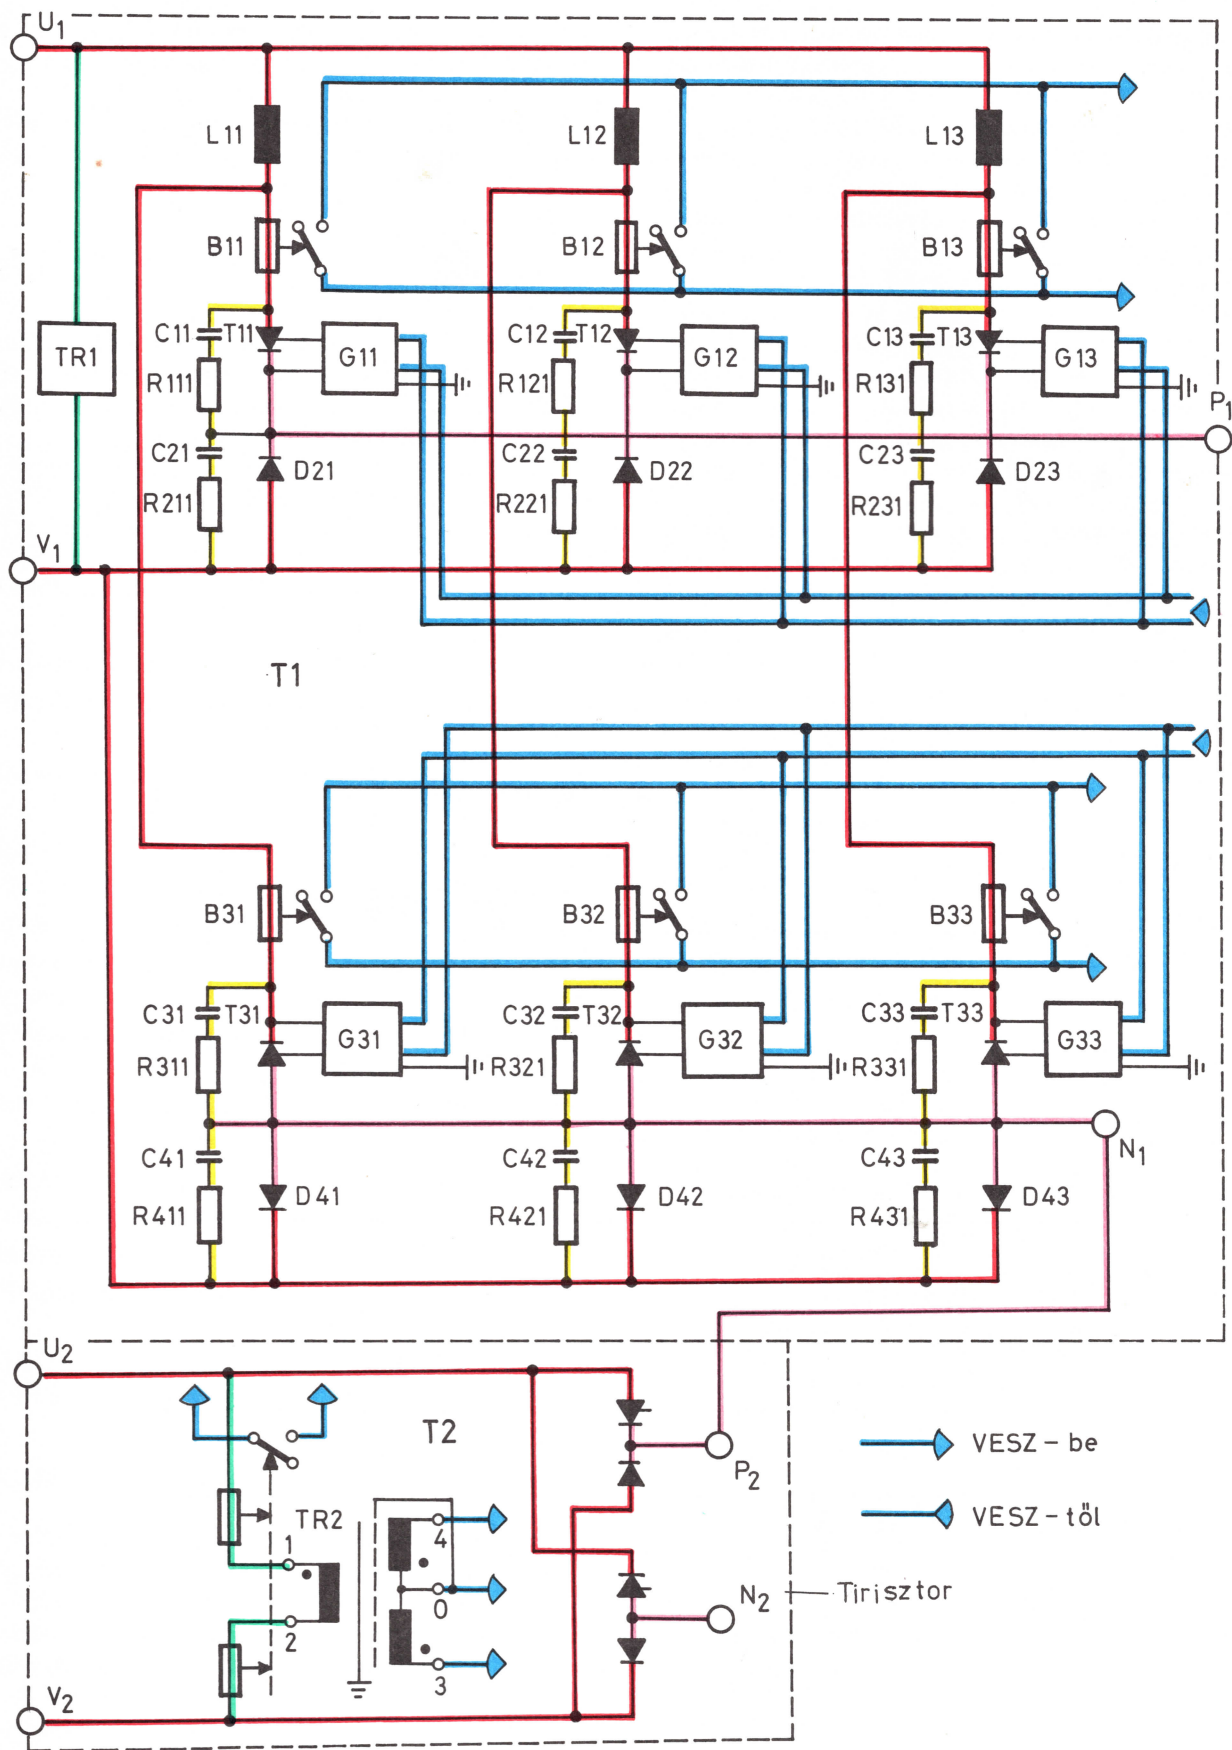 U1
L11 L12 L13
B11 B12 B13
C11 T11 C12 T12 C13 T13
TR1 G11 G12 G13
R111 R121 R131
P1
C21 D21 C22 D22 C23 D23
R211 R221 R231
V1
T1
B31 B32 B33
C31 T31 C32 T32 C33 T33
G31 G32 G33
R311 R321 R331
N1
C41 C42 C43
D41 D42 D43
R411 R421 R431
U2
T2
VESZ - be
P2
TR2
4
VESZ - től
1
0
N2
Tirisztor
2
3
V2